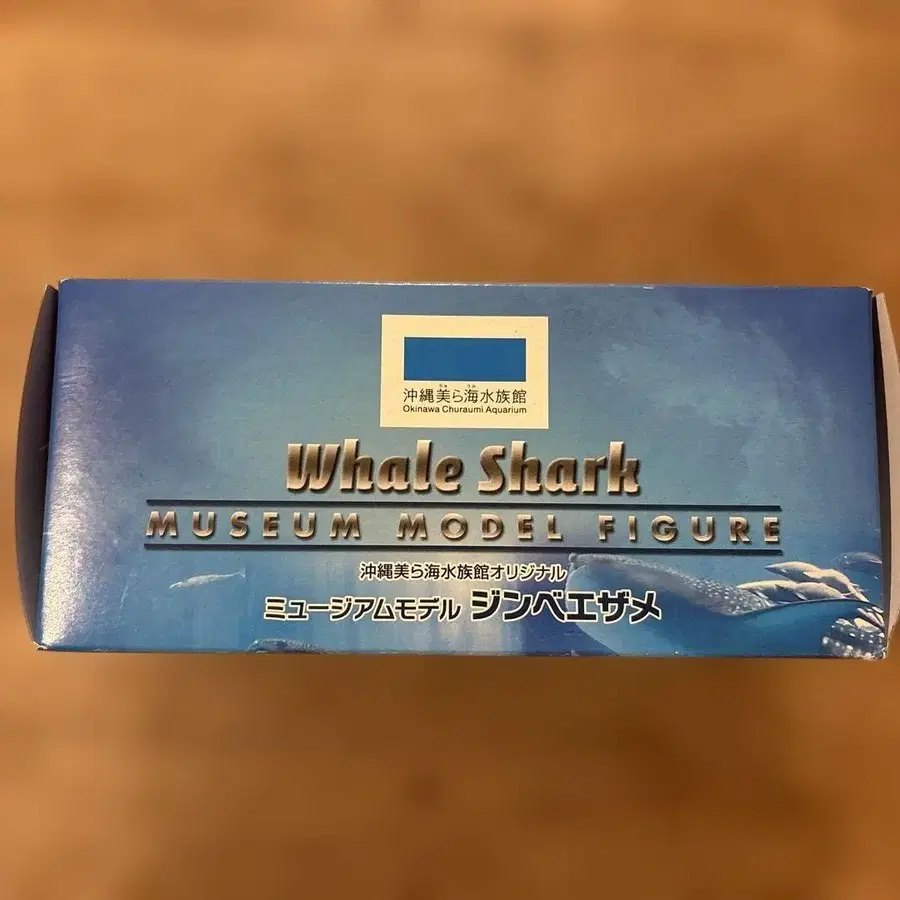 沖縄美ら海水族館
Okinawa Churaumi Aquarium
Whale Shark
MUSEUM MODEL FIGURE
沖縄美ら海水族館オリジナル
ミュージアムモデル ジンベエザメ